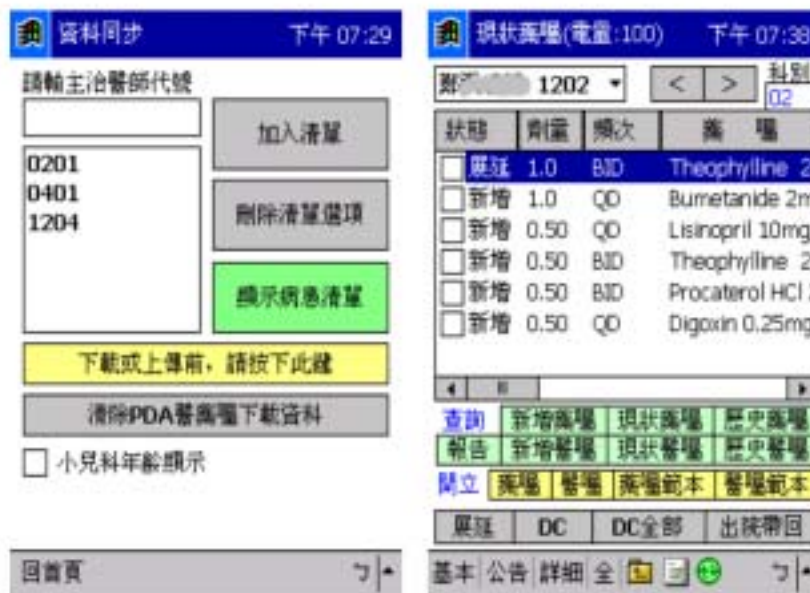 資料同步 下午 07:29
請輸主治醫師代號
加入清單
0201
0401
1204
刪除清單選項
顯示病患清單
下載或上傳前，請按下此鍵
清除PDA醫藥囑下載資料
小兒科年齡顯示
回首頁
現狀藥囑(電量:100) 下午 07:38
鄭 1202 < > 科別
02
狀態 劑量 頻次 藥 囑
展延 1.0 BID Theophylline 2
新增 1.0 QD Bumetanide 2m
新增 0.50 QD Lisinopril 10mg
新增 0.50 BID Theophylline 2
新增 0.50 BID Procaterol HCl
新增 0.50 QD Digoxin 0.25mg
查詢 新增藥囑 現狀藥囑 歷史藥囑
報告 新增醫囑 現狀醫囑 歷史醫囑
開立 藥囑 醫囑 藥囑範本 醫囑範本
展延 DC DC全部 出院帶回
基本 公告 詳細 全